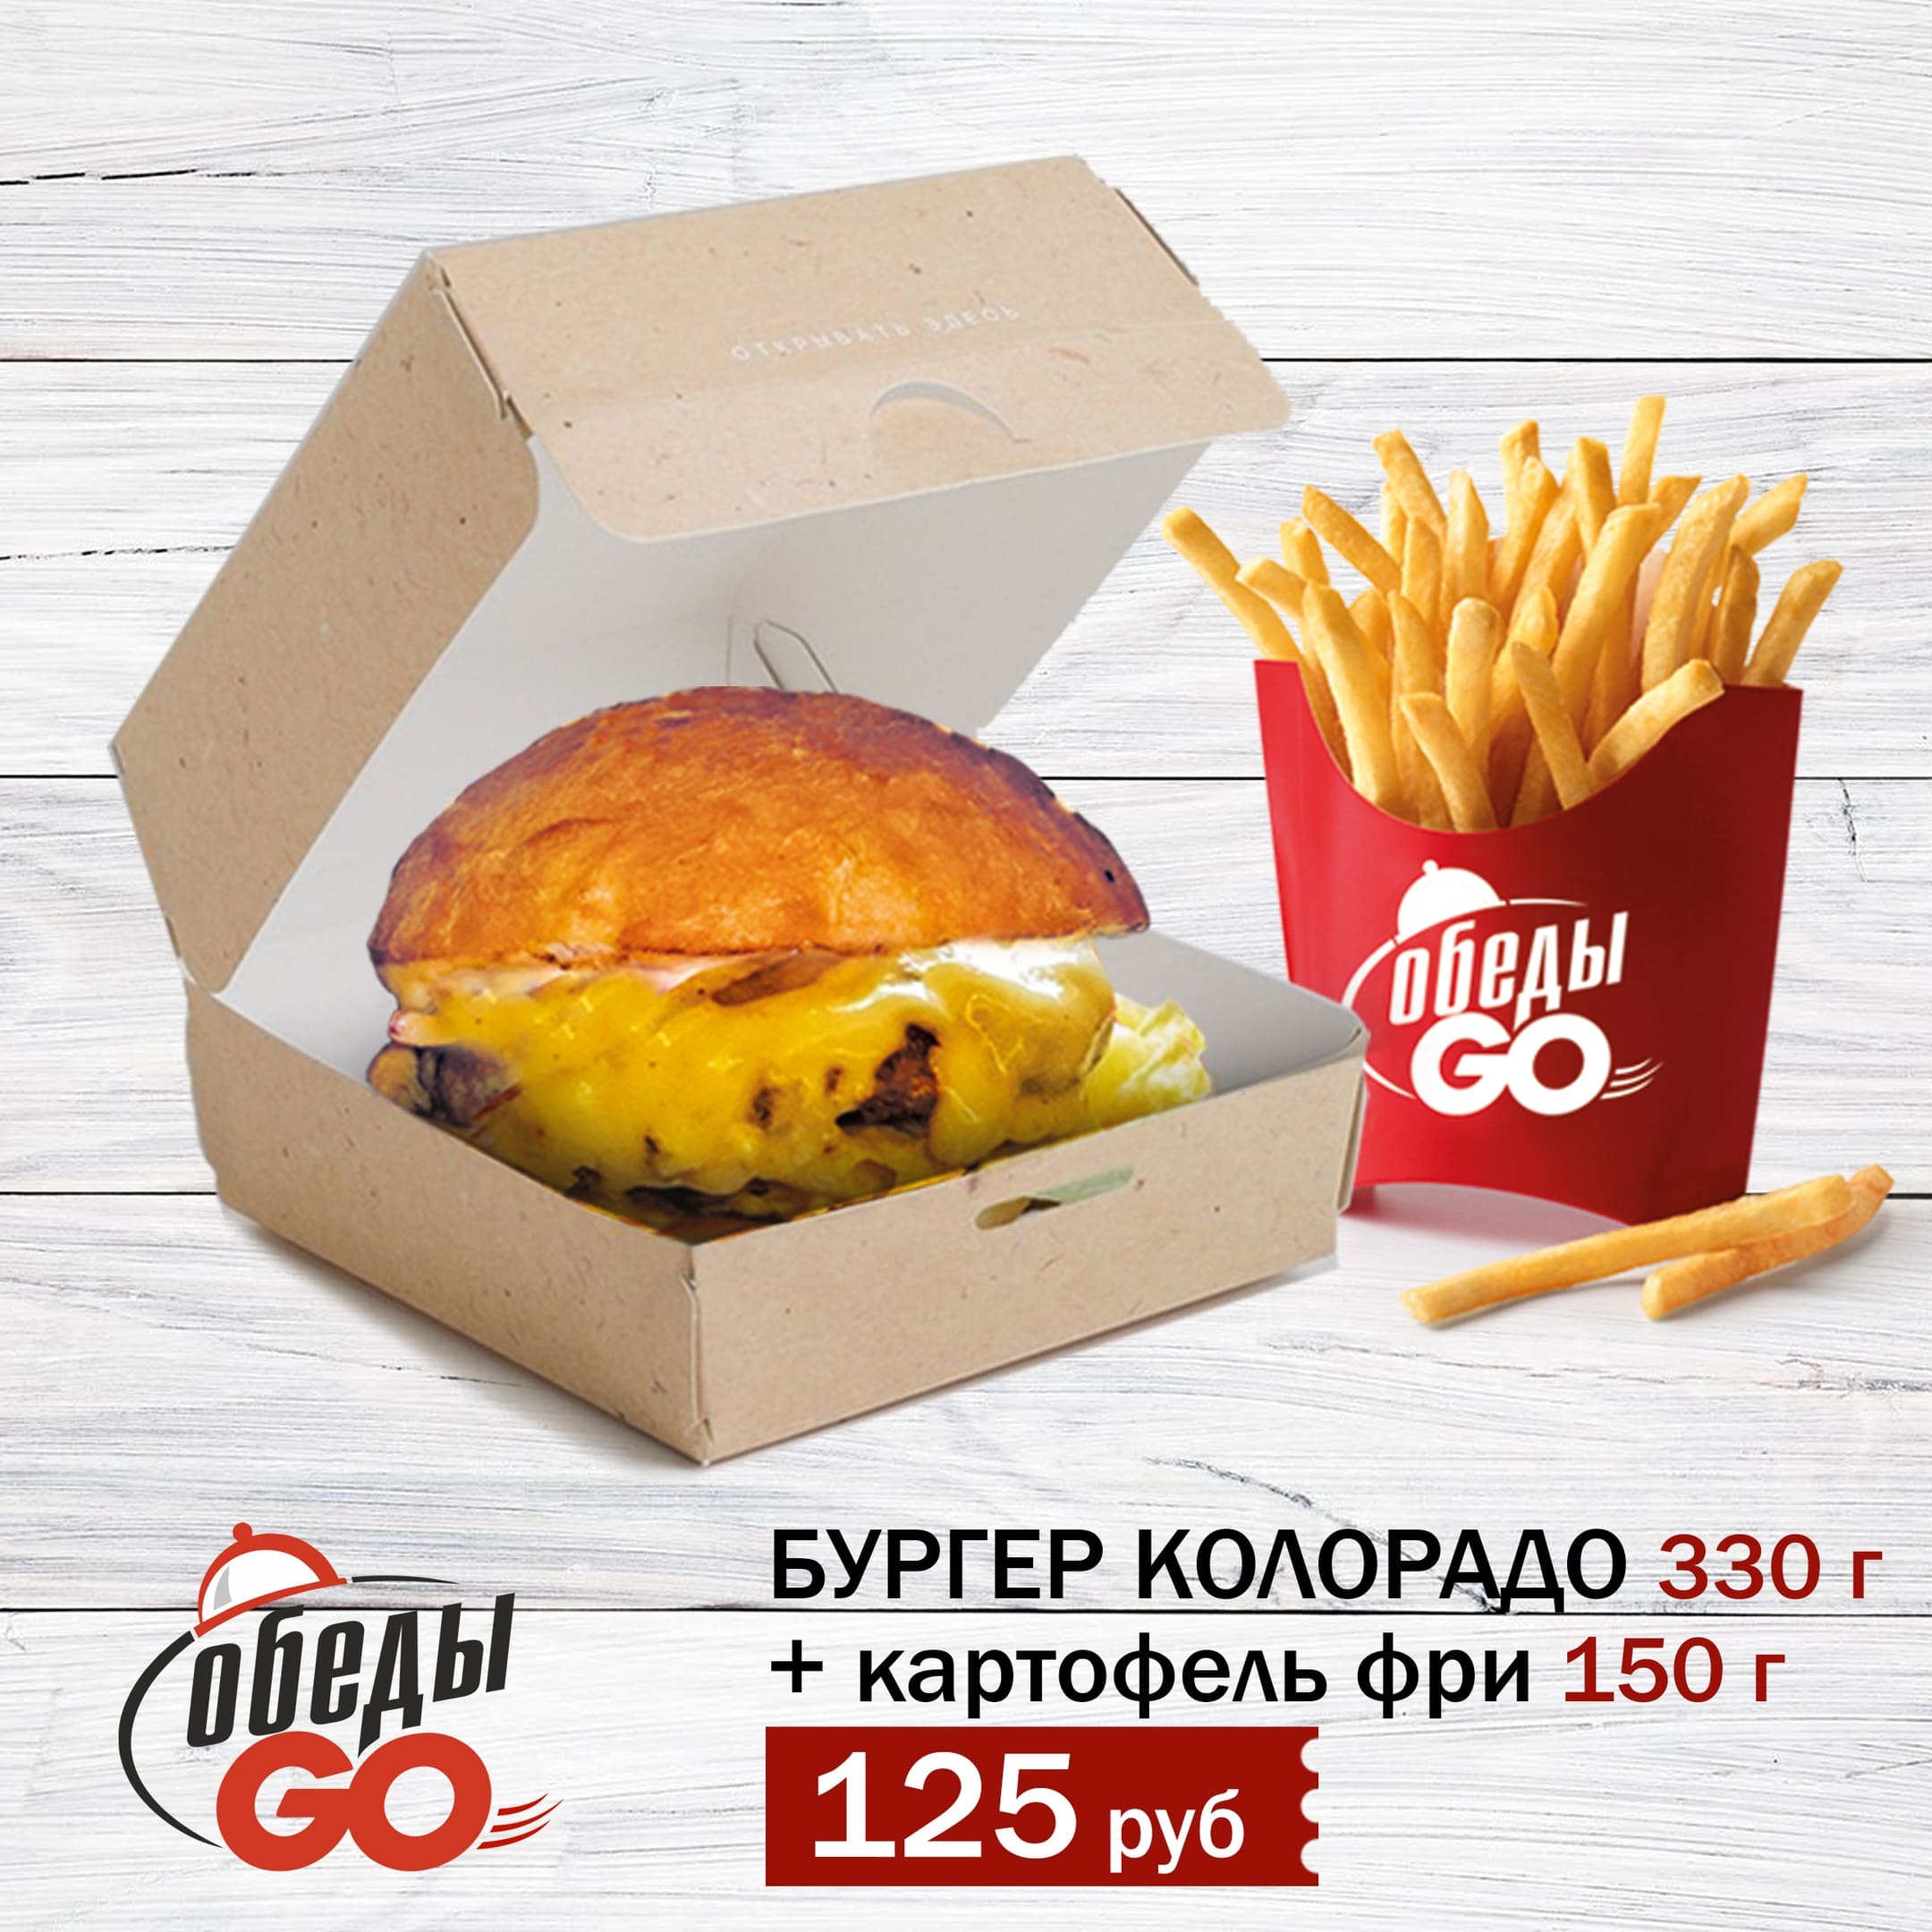 ОТКРЫВАТЬ ЗДЕСЬ
обеды
GO
обеды
GO
БУРГЕР КОЛОРАДО 330 г
+ картофель фри 150 г
125 руб